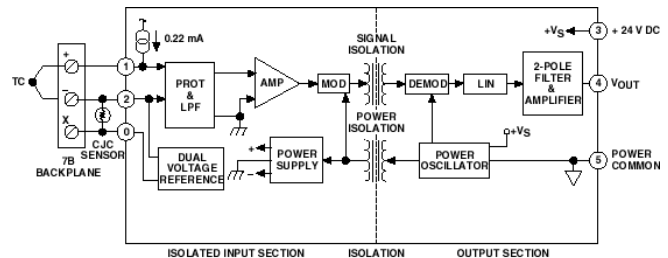 SIGNAL
ISOLATION
+VS
3
+ 24 V DC
0.22 mA
TC
+
1
PROT
&
LPF
AMP
MOD
DEMOD
LIN
2-POLE
FILTER
&
AMPLIFIER
4
VOUT
–
2
X
0
CJC
SENSOR
7B
BACKPLANE
DUAL
VOLTAGE
REFERENCE
+
–
POWER
SUPPLY
POWER
ISOLATION
+VS
POWER
OSCILLATOR
5
POWER
COMMON
ISOLATED INPUT SECTION
ISOLATION
OUTPUT SECTION